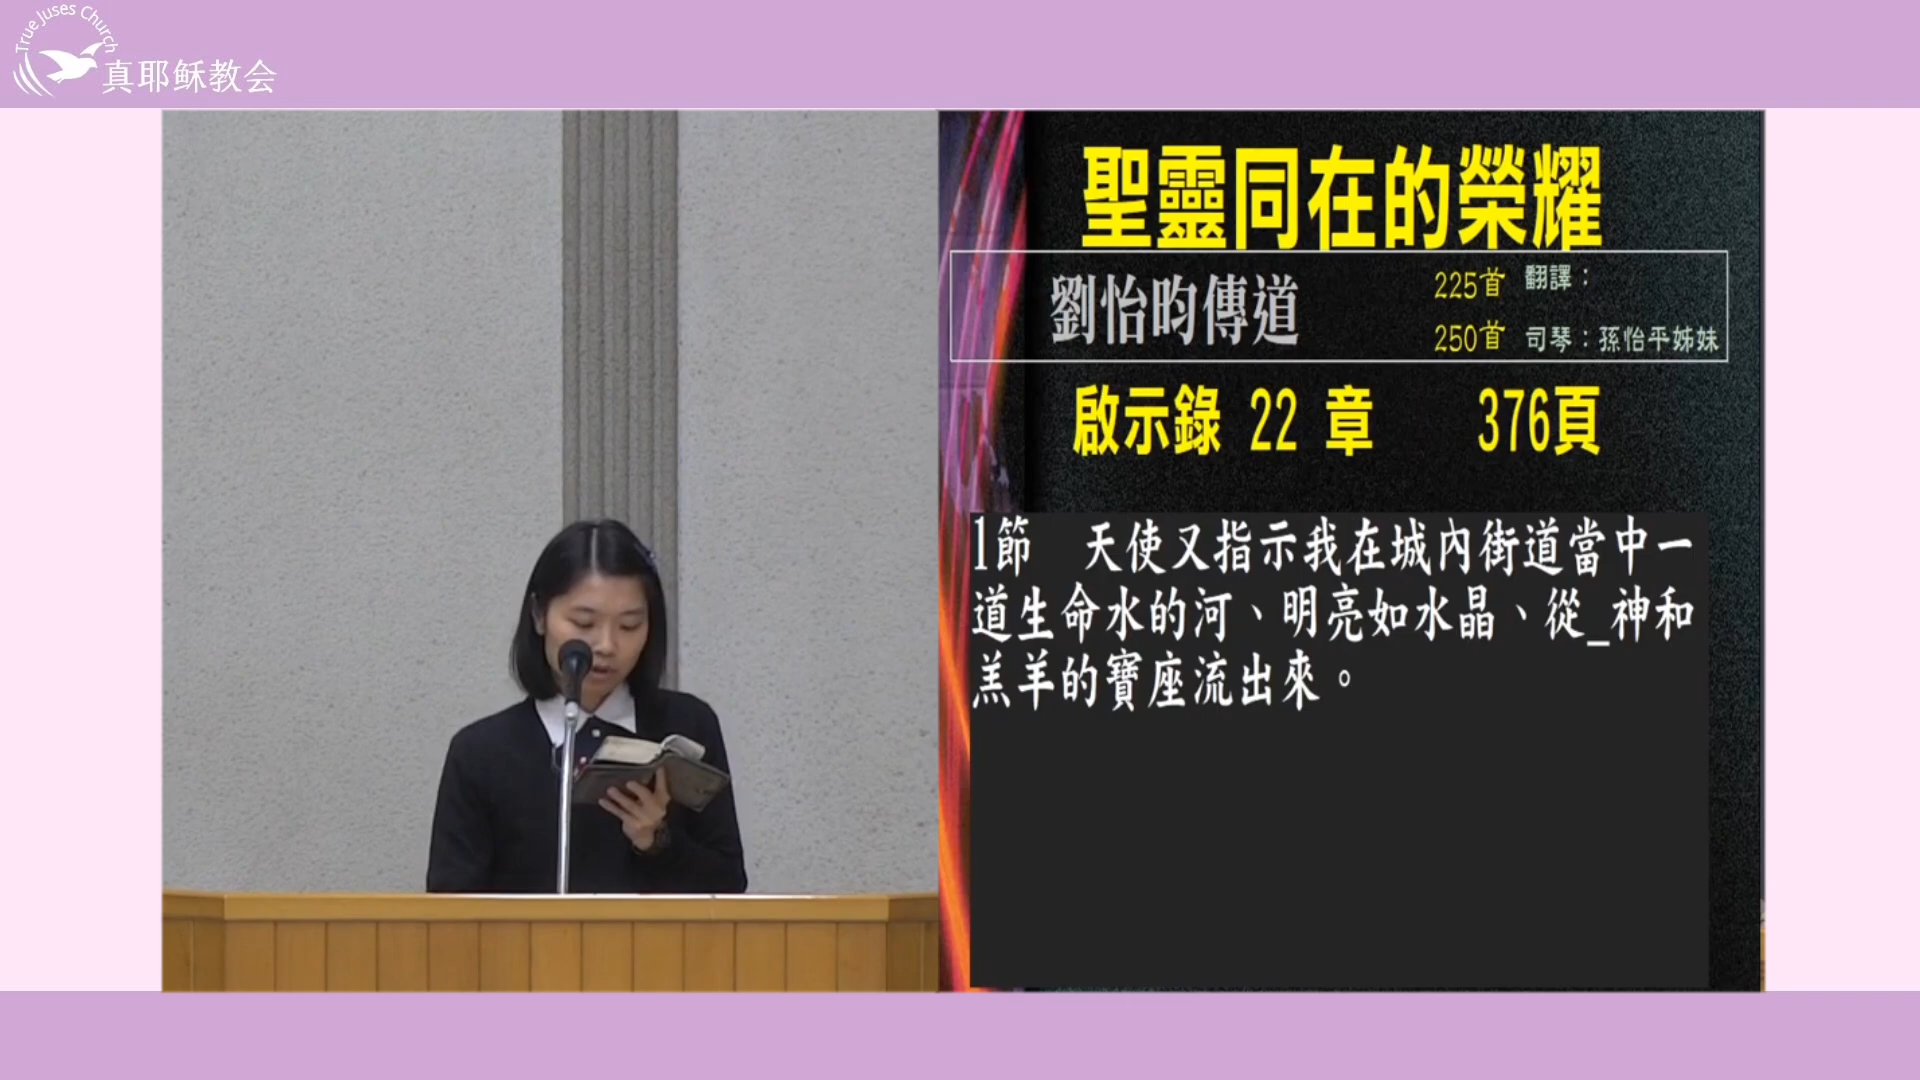 True Juses Church
真耶稣教会
聖靈同在的榮耀
劉怡昀傳道
225首 翻譯：
250首 司琴：孫怡平姊妹
啟示錄 22 章 376頁
1節 天使又指示我在城內街道當中一
道生命水的河、明亮如水晶、從_神和
羔羊的寶座流出來。